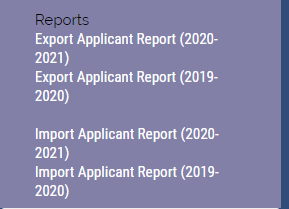 Reports
Export Applicant Report (2020-
2021)
Export Applicant Report (2019-
2020)
Import Applicant Report (2020-
2021)
Import Applicant Report (2019-
2020)